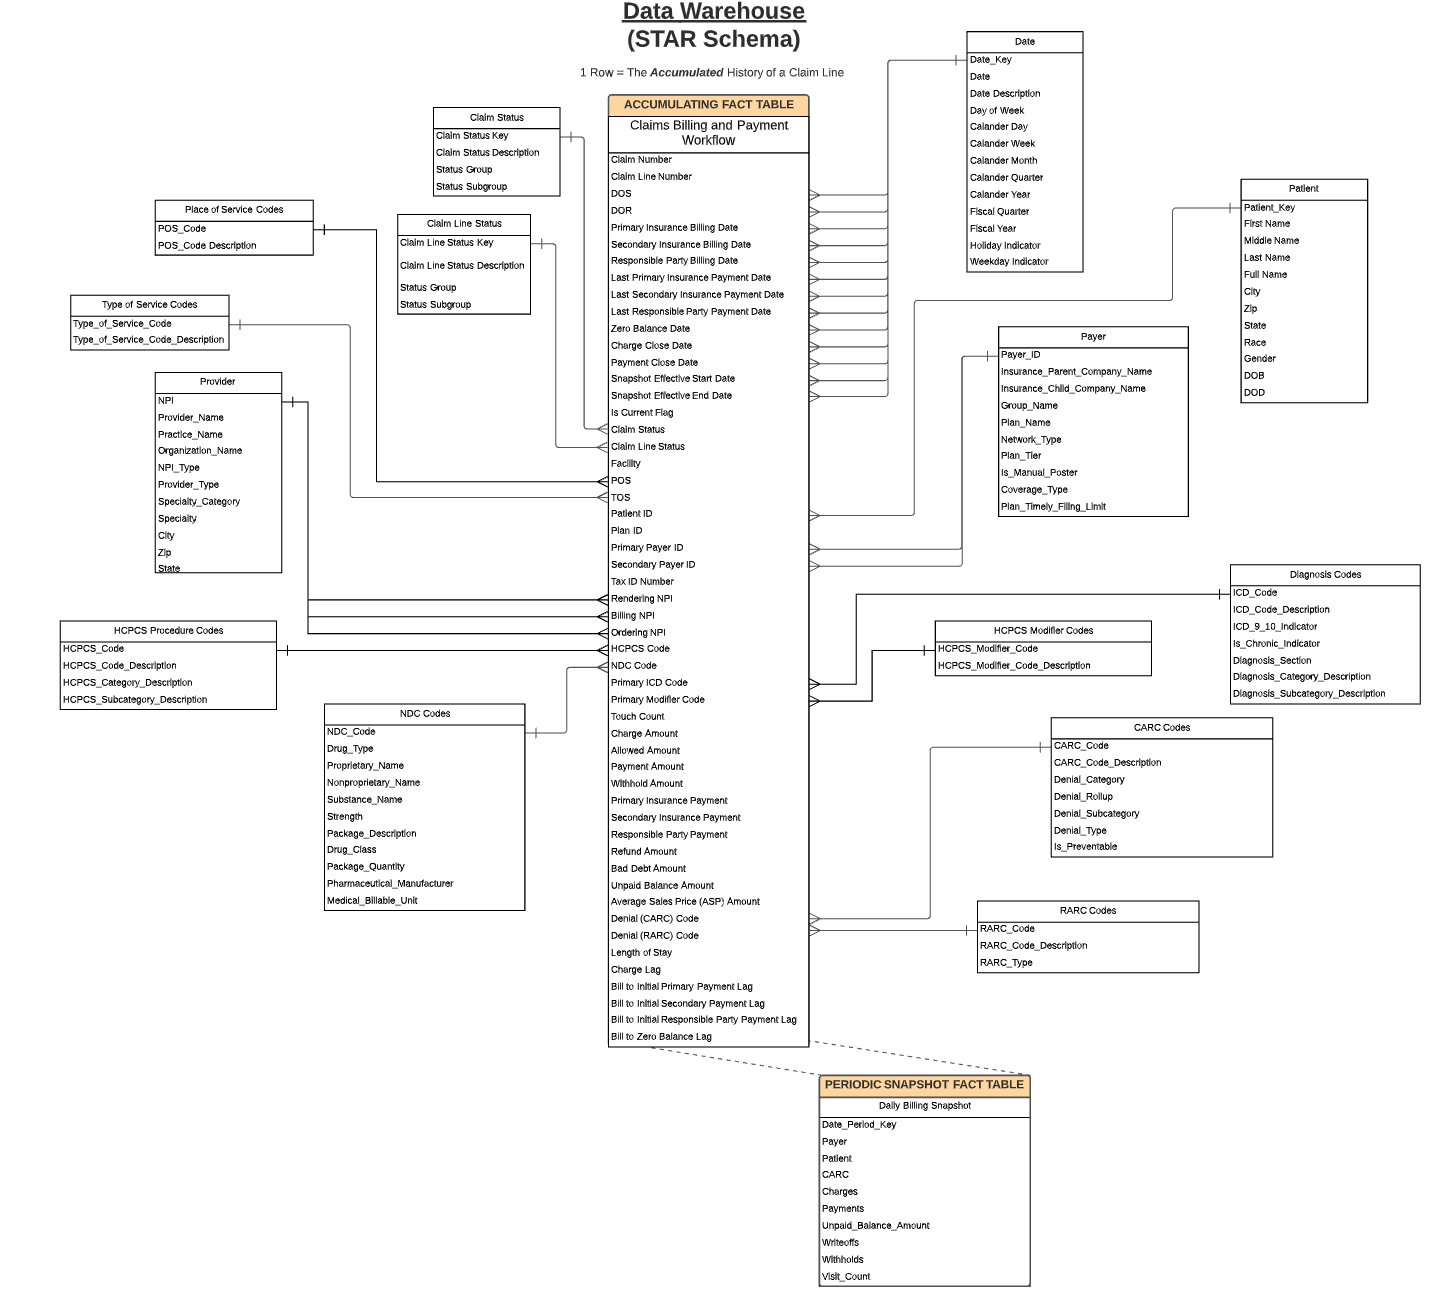 Data Warehouse
(STAR Schema)
1 Row = The Accumulated History of a Claim Line
ACCUMULATING FACT TABLE
Claims Billing and Payment
Workflow
Claim Number
Claim Line Number
DOS
DOR
Primary Insurance Billing Date
Secondary Insurance Billing Date
Responsible Party Billing Date
Last Primary Insurance Payment Date
Last Secondary Insurance Payment Date
Last Responsible Party Payment Date
Zero Balance Date
Charge Close Date
Payment Close Date
Snapshot Effective Start Date
Snapshot Effective End Date
Is Current Flag
Claim Status
Claim Line Status
Facility
POS
TOS
Patient ID
Plan ID
Primary Payer ID
Secondary Payer ID
Tax ID Number
Rendering NPI
Billing NPI
Ordering NPI
HCPCS Code
NDC Code
Primary ICD Code
Primary Modifier Code
Touch Count
Charge Amount
Allowed Amount
Payment Amount
Withhold Amount
Primary Insurance Payment
Secondary Insurance Payment
Responsible Party Payment
Refund Amount
Bad Debt Amount
Unpaid Balance Amount
Average Sales Price (ASP) Amount
Denial (CARC) Code
Denial (RARC) Code
Length of Stay
Charge Lag
Bill to Initial Primary Payment Lag
Bill to Initial Secondary Payment Lag
Bill to Initial Responsible Party Payment Lag
Bill to Zero Balance Lag
Claim Status
Claim Status Key
Claim Status Description
Status Group
Status Subgroup
Claim Line Status
Claim Line Status Key
Claim Line Status Description
Status Group
Status Subgroup
Place of Service Codes
POS_Code
POS_Code Description
Type of Service Codes
Type_of_Service_Code
Type_of_Service_Code_Description
Provider
NPI
Provider_Name
Practice_Name
Organization_Name
NPI_Type
Provider_Type
Specialty_Category
Specialty
City
Zip
State
HCPCS Procedure Codes
HCPCS_Code
HCPCS_Code_Description
HCPCS_Category_Description
HCPCS_Subcategory_Description
NDC Codes
NDC_Code
Drug_Type
Proprietary_Name
Nonproprietary_Name
Substance_Name
Strength
Package_Description
Drug_Class
Package_Quantity
Pharmaceutical_Manufacturer
Medical_Billable_Unit
Date
Date_Key
Date
Date Description
Day of Week
Calander Day
Calander Week
Calander Month
Calander Quarter
Calander Year
Fiscal Quarter
Fiscal Year
Holiday Indicator
Weekday Indicator
Patient
Patient_Key
First Name
Middle Name
Last Name
Full Name
City
Zip
State
Race
Gender
DOB
DOD
Payer
Payer_ID
Insurance_Parent_Company_Name
Insurance_Child_Company_Name
Group_Name
Plan_Name
Network_Type
Plan_Tier
Is_Manual_Poster
Coverage_Type
Plan_Timely_Filing_Limit
Diagnosis Codes
ICD_Code
ICD_Code_Description
ICD_9_10_Indicator
Is_Chronic_Indicator
Diagnosis_Section
Diagnosis_Category_Description
Diagnosis_Subcategory_Description
HCPCS Modifier Codes
HCPCS_Modifier_Code
HCPCS_Modifier_Code_Description
CARC Codes
CARC_Code
CARC_Code_Description
Denial_Category
Denial_Rollup
Denial_Subcategory
Denial_Type
Is_Preventable
RARC Codes
RARC_Code
RARC_Code_Description
RARC_Type
PERIODIC SNAPSHOT FACT TABLE
Daily Billing Snapshot
Date_Period_Key
Payer
Patient
CARC
Charges
Payments
Unpaid_Balance_Amount
Writeoffs
Withholds
Visit_Count